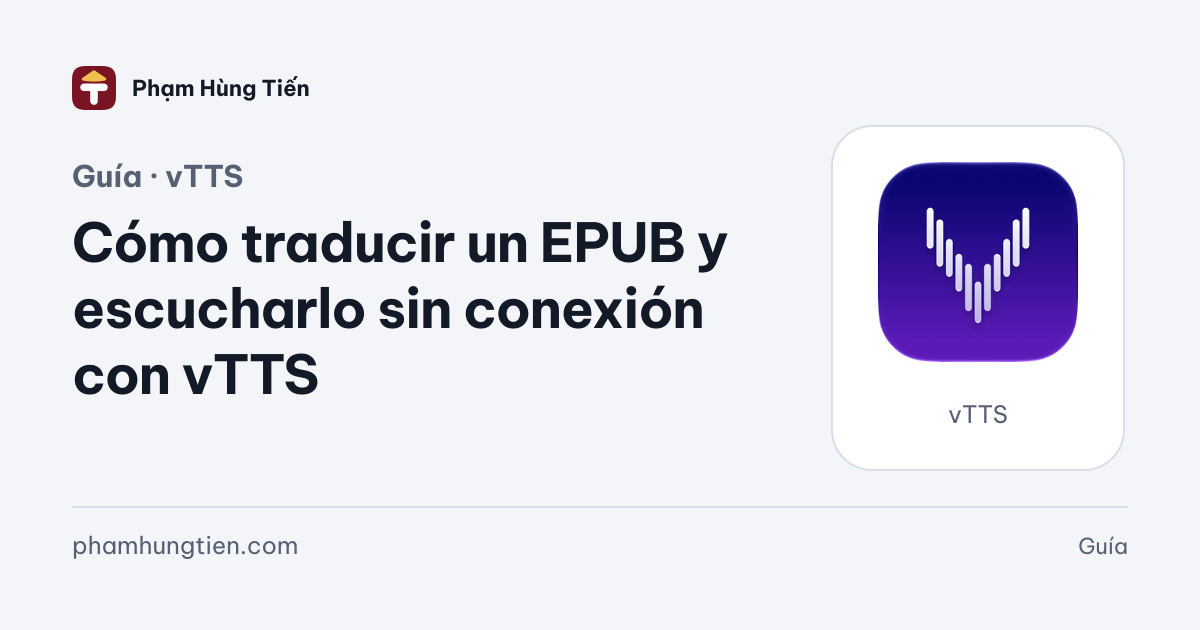 Phạm Hùng Tiến
Guía · vTTS
Cómo traducir un EPUB y
escucharlo sin conexión
con vTTS
vTTS
phamhungtien.com
Guía